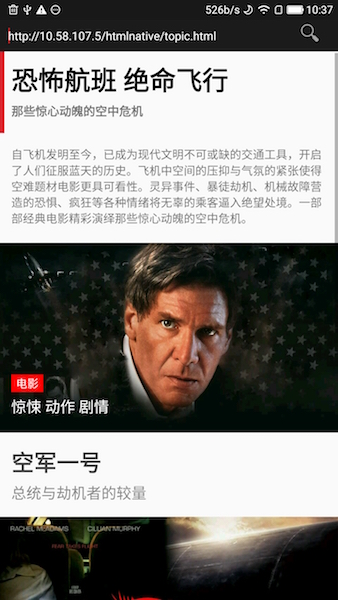 526b/s 10:37
http://10.58.107.5/htmlnative/topic.html
恐怖航班 绝命飞行
那些惊心动魄的空中危机
自飞机发明至今，已成为现代文明不可或缺的交通工具，开启
了人们征服蓝天的历史。飞机中空间的压抑与气氛的紧张使得
空难题材电影更具可看性。灵异事件、暴徒劫机、机械故障营
造的恐惧、疯狂等各种情绪将无辜的乘客逼入绝望处境。一部
部经典电影精彩演绎那些惊心动魄的空中危机。
电影
惊悚 动作 剧情
空军一号
总统与劫机者的较量
RACHEL McADAMS CILLIAN MURPHY